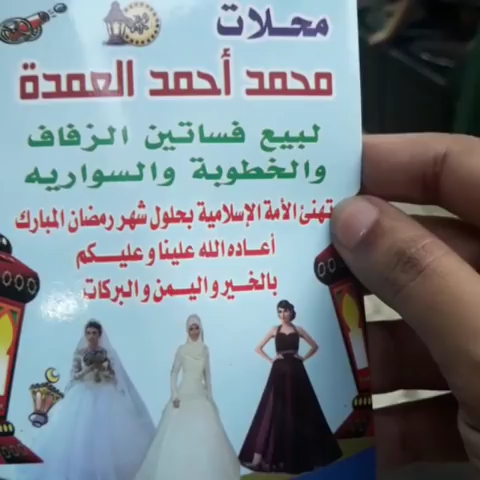 محلات
محمد أحمد العمدة
لبيع فساتين الزفاف
والخطوبة والسواريه
تهنئ الأمة الإسلامية بحلول شهر رمضان المبارك
أعاده الله علينا وعليكم
بالخير واليمن والبركات